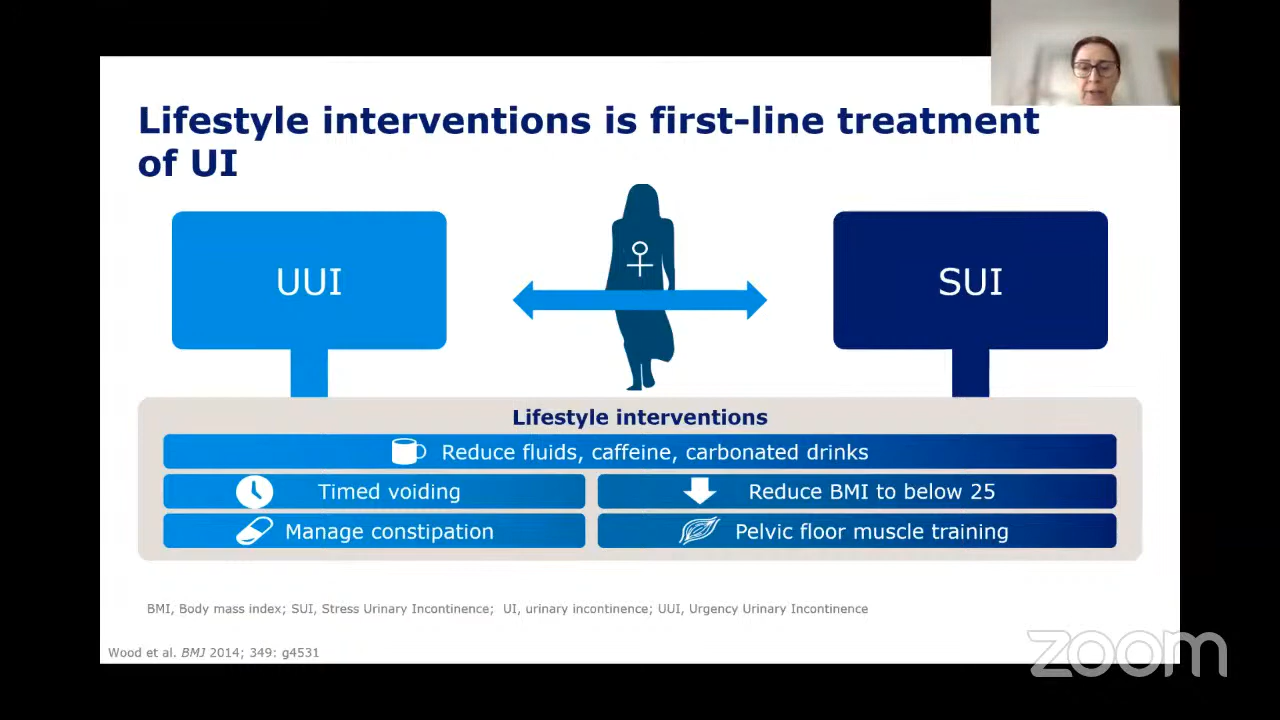 Lifestyle interventions is first-line treatment
of UI
UUI
SUI
Lifestyle interventions
Reduce fluids, caffeine, carbonated drinks
Timed voiding
Reduce BMI to below 25
Manage constipation
Pelvic floor muscle training
BMI, Body mass index; SUI, Stress Urinary Incontinence; UI, urinary incontinence; UUI, Urgency Urinary Incontinence
Wood et al. BMJ 2014; 349: g4531
zoom